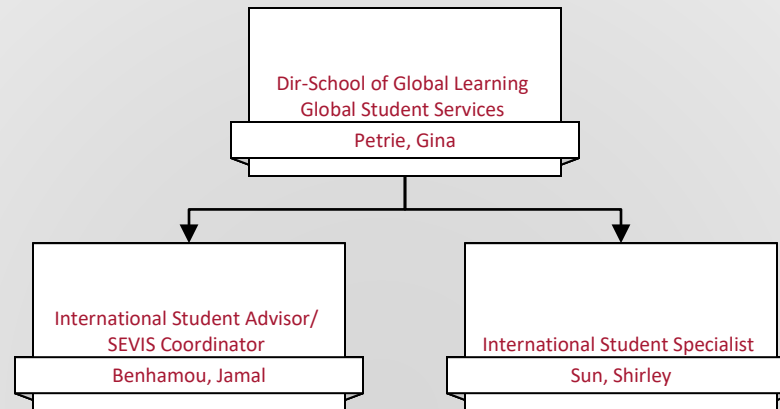 Dir-School of Global Learning
Global Student Services
Petrie, Gina
International Student Advisor/
SEVIS Coordinator
Benhamou, Jamal
International Student Specialist
Sun, Shirley